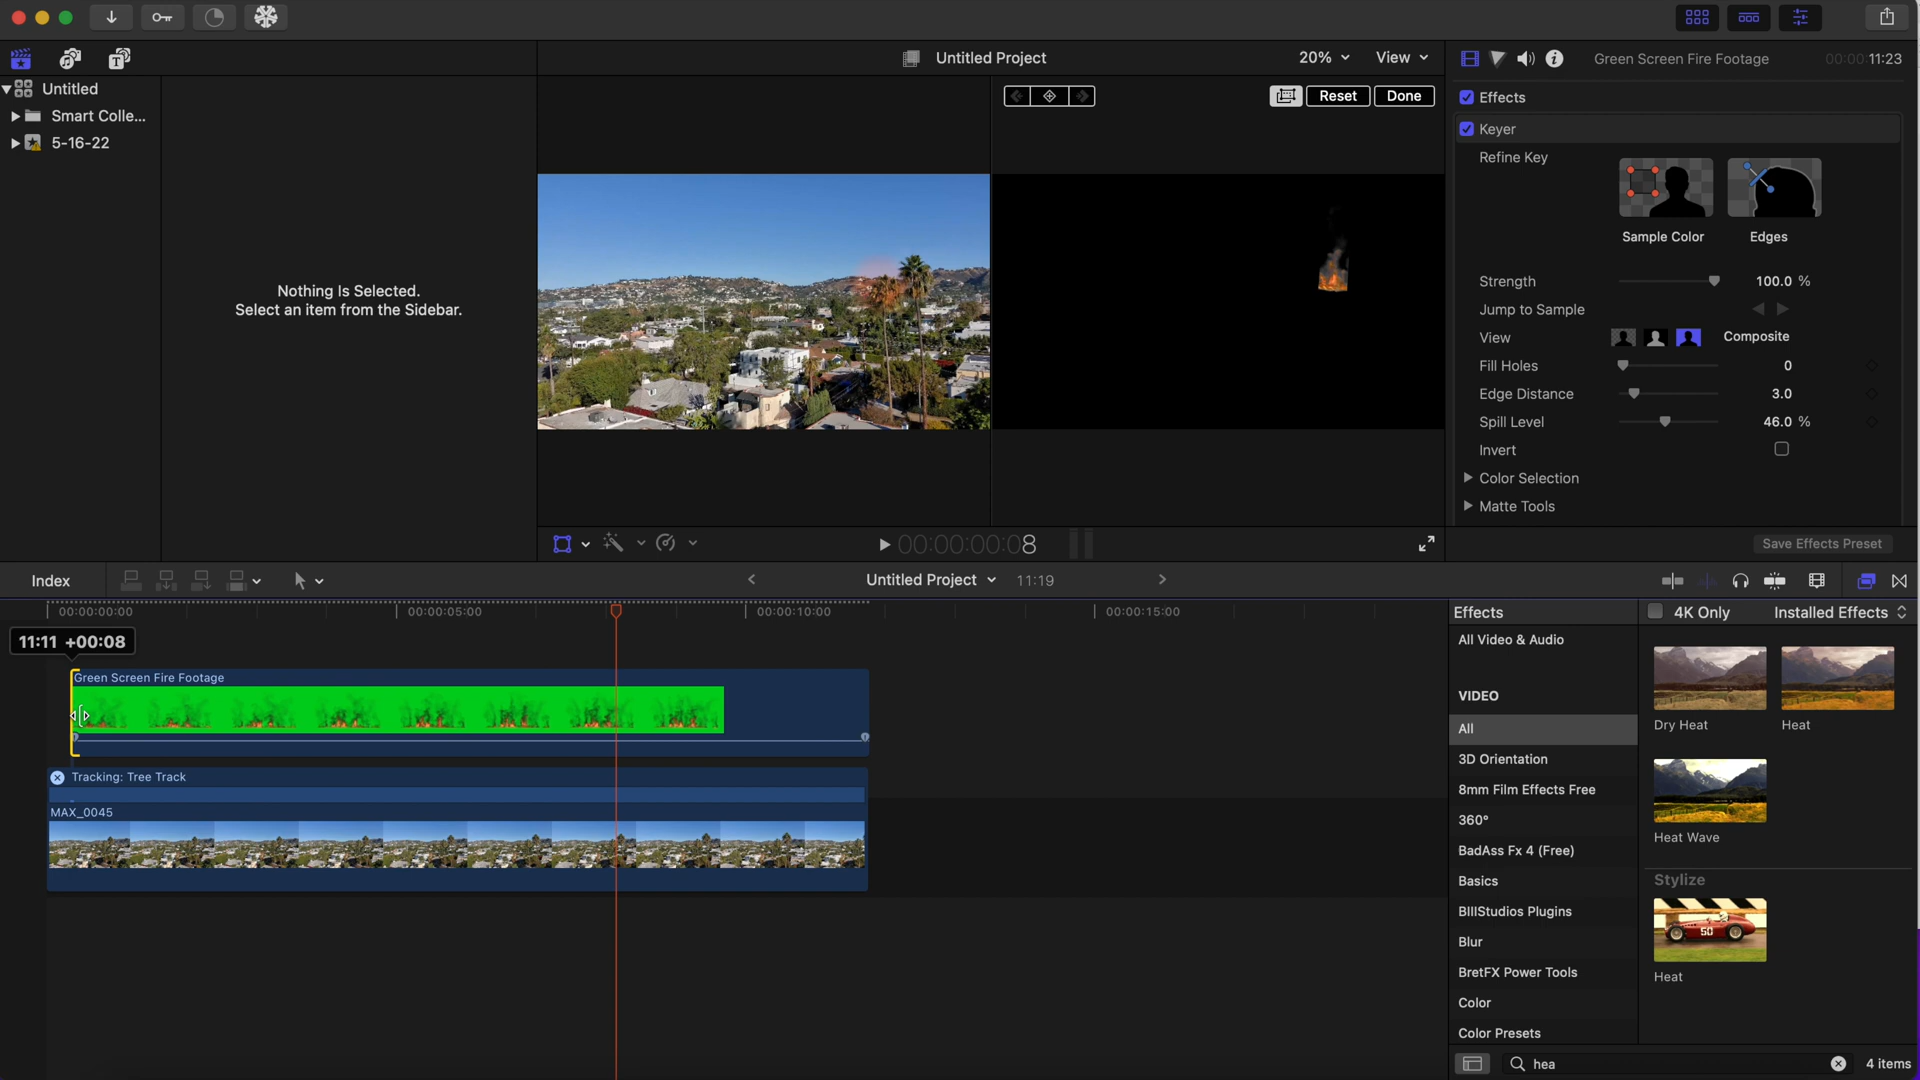 Untitled Project
20%
View
Green Screen Fire Footage
00:00:11:23
Untitled
Smart Colle...
5-16-22
Reset
Done
Effects
Keyer
Refine Key
Sample Color
Edges
Nothing Is Selected.
Select an item from the Sidebar.
Strength
100.0 %
Jump to Sample
View
Composite
Fill Holes
0
Edge Distance
3.0
Spill Level
46.0 %
Invert
Color Selection
Matte Tools
00:00:00:08
Save Effects Preset
Index
Untitled Project
11:19
00:00:00:00
00:00:05:00
00:00:10:00
00:00:15:00
11:11 +00:08
Green Screen Fire Footage
Tracking: Tree Track
MAX_0045
Effects
4K Only
Installed Effects
All Video & Audio
VIDEO
All
3D Orientation
8mm Film Effects Free
360°
BadAss Fx 4 (Free)
Basics
BIllStudios Plugins
Blur
BretFX Power Tools
Color
Color Presets
Dry Heat
Heat
Heat Wave
Stylize
50
Heat
hea
4 items